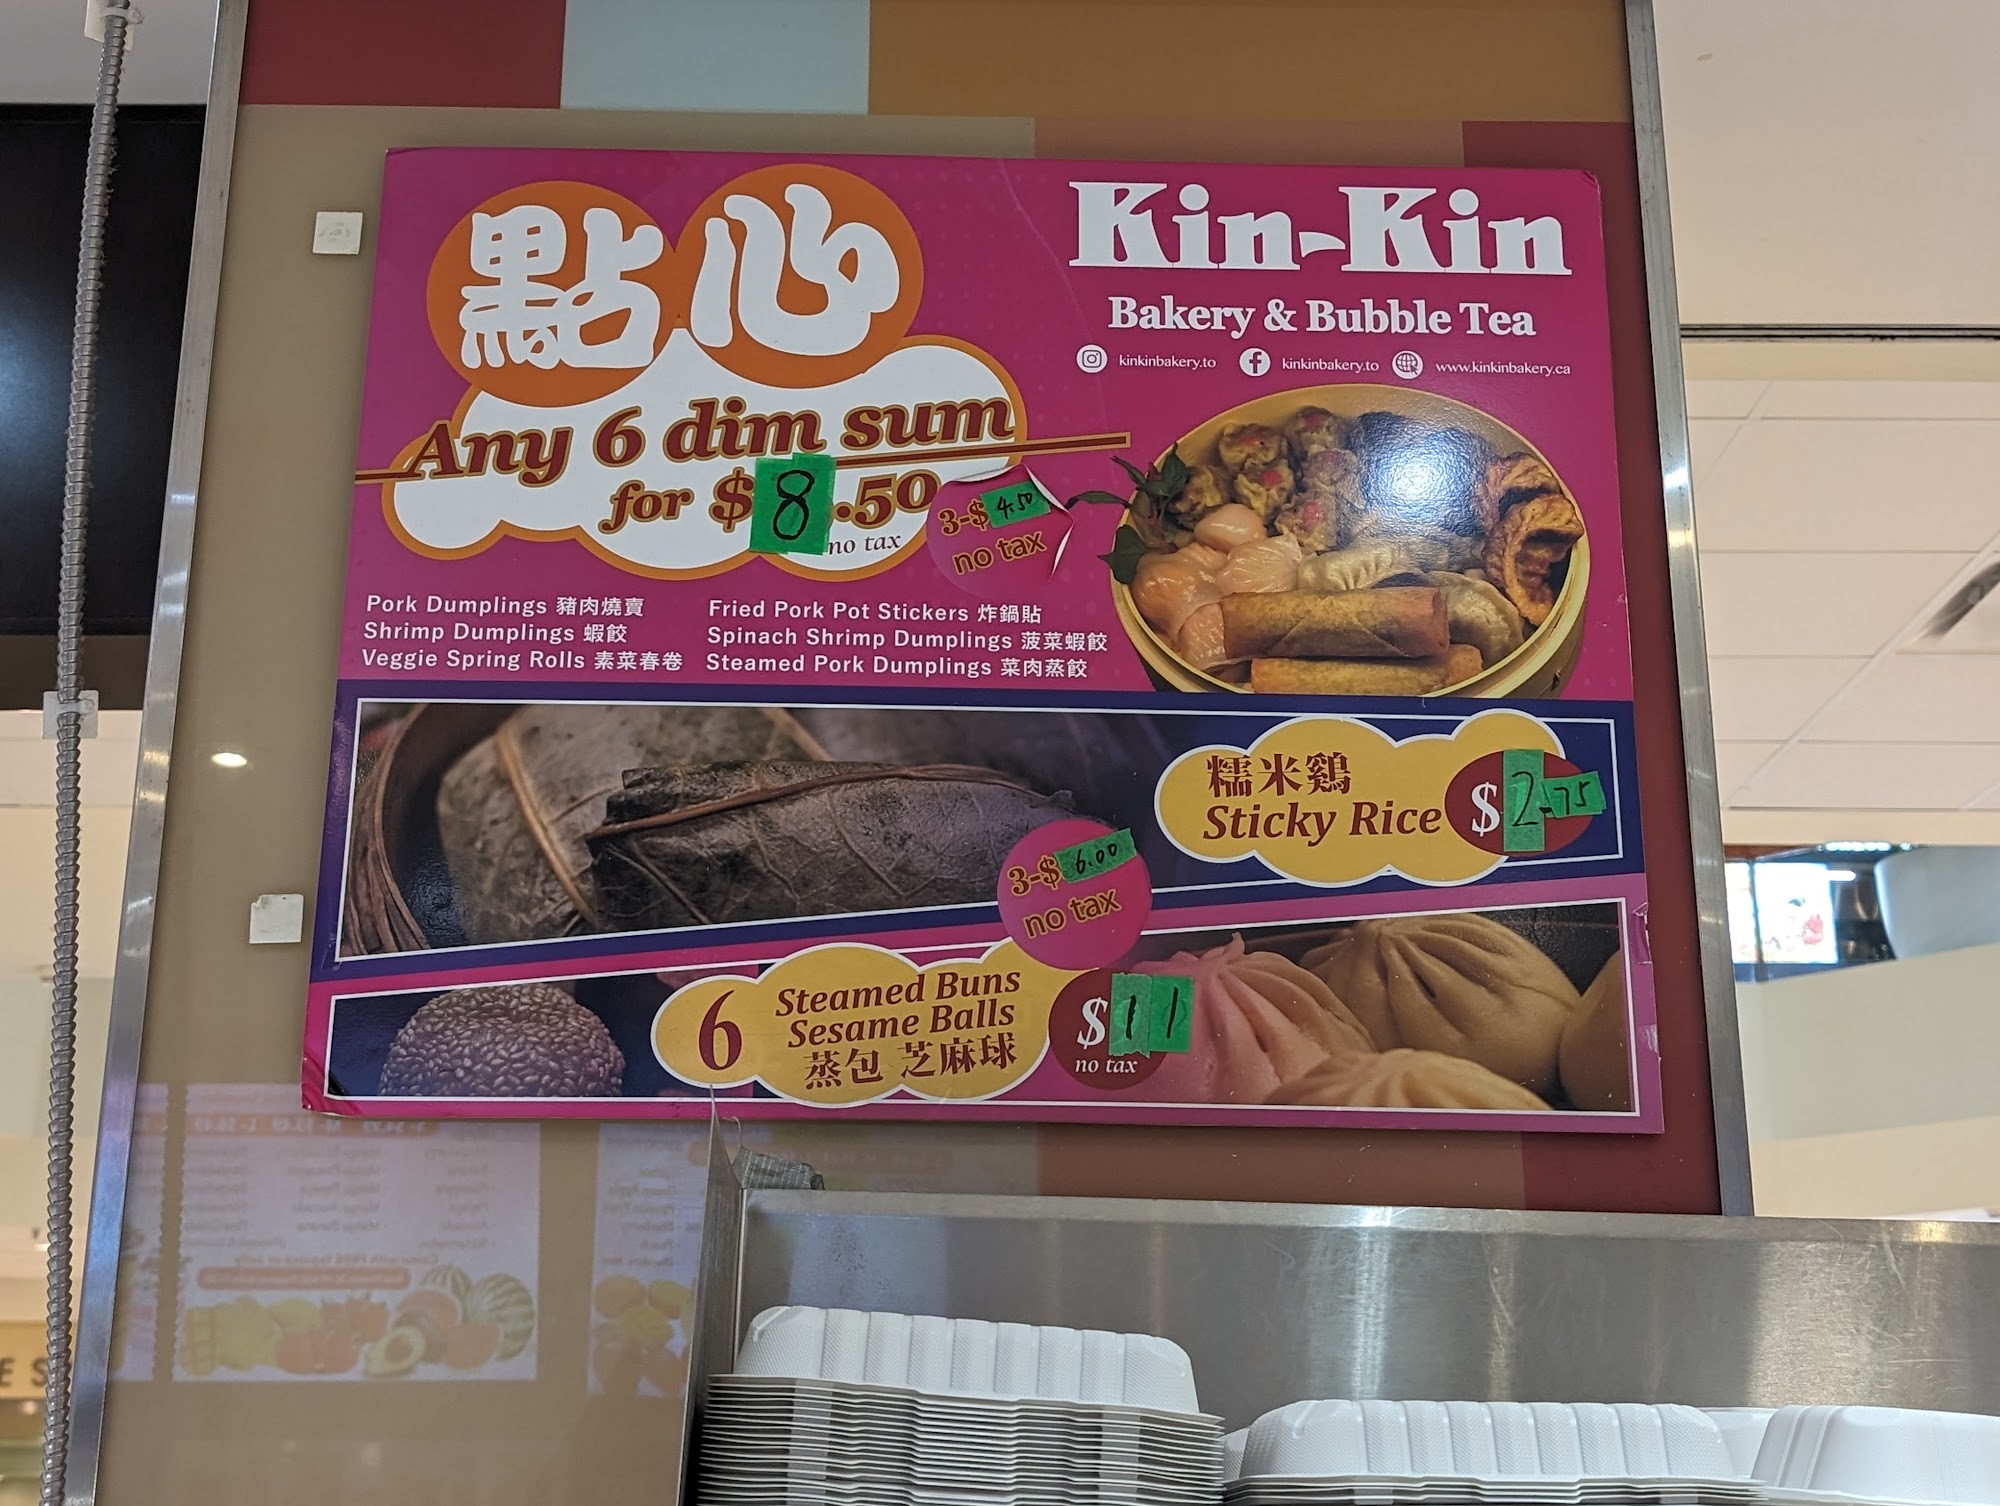 點心
Kin-Kin
Bakery & Bubble Tea
kinkinbakery.to kinkinbakery.to www.kinkinbakery.ca
Any 6 dim sum
for $8.50
no tax
3-$4.50
no tax
Pork Dumplings 豬肉燒賣
Shrimp Dumplings 蝦餃
Veggie Spring Rolls 素菜春卷
Fried Pork Pot Stickers 炸鍋貼
Spinach Shrimp Dumplings 菠菜蝦餃
Steamed Pork Dumplings 菜肉蒸餃
糯米鷄
Sticky Rice
$2.75
3-$6.00
no tax
6
Steamed Buns
Sesame Balls
蒸包 芝麻球
$11
no tax
E S